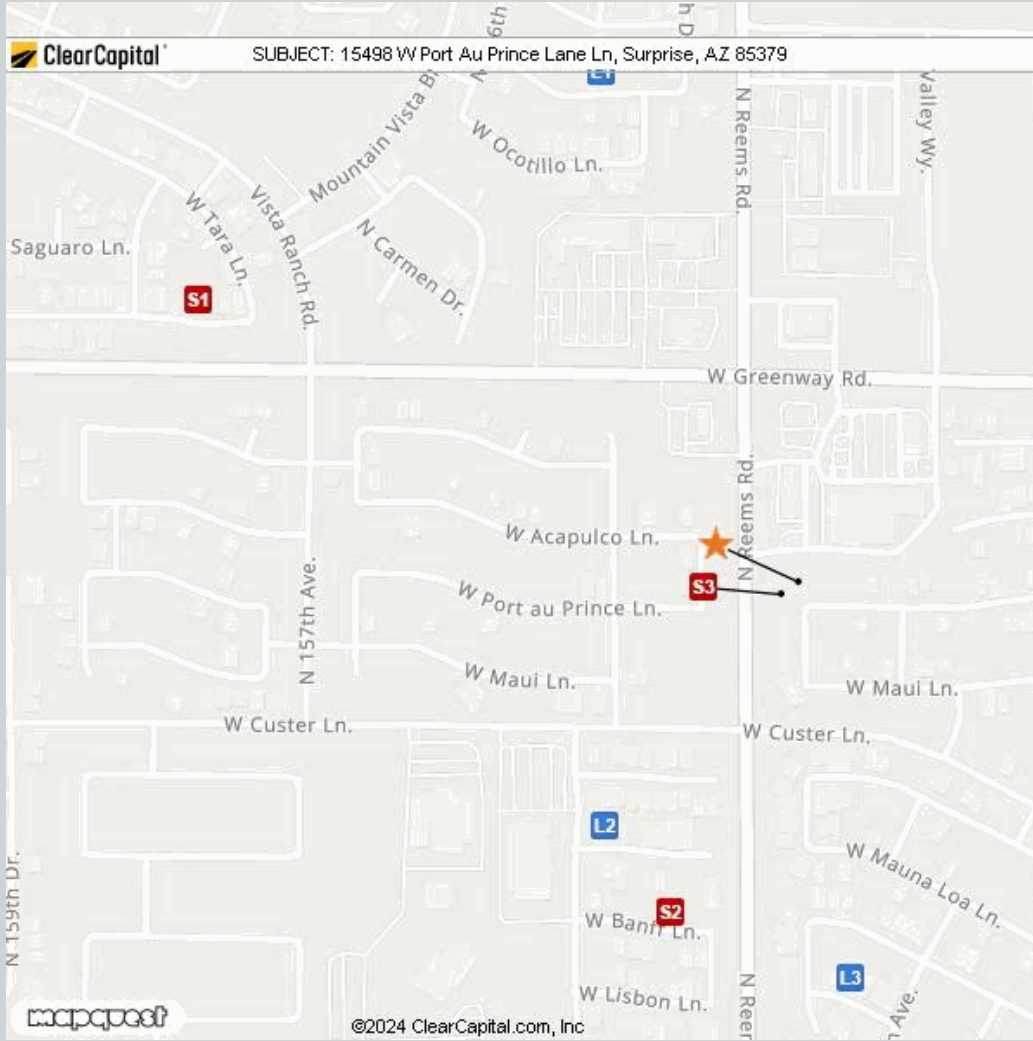 ClearCapital
SUBJECT: 15498 W Port Au Prince Lane Ln, Surprise, AZ 85379
L1
N Reems Rd.
Valley Wy.
W Ocotillo Ln.
Mountain Vista B
Vista Ranch Rd.
W Tara Ln.
Saguaro Ln.
N Carmen Dr.
S1
W Greenway Rd.
N Reems Rd.
W Acapulco Ln.
S3
W Port au Prince Ln.
N 157th Ave.
W Maui Ln.
W Maui Ln.
W Custer Ln.
W Custer Ln.
L2
W Mauna Loa Ln.
N 159th Dr.
S2
W Banff Ln.
L3
W Lisbon Ln.
N Reer
n Ave.
mapquest
©2024 ClearCapital.com, Inc